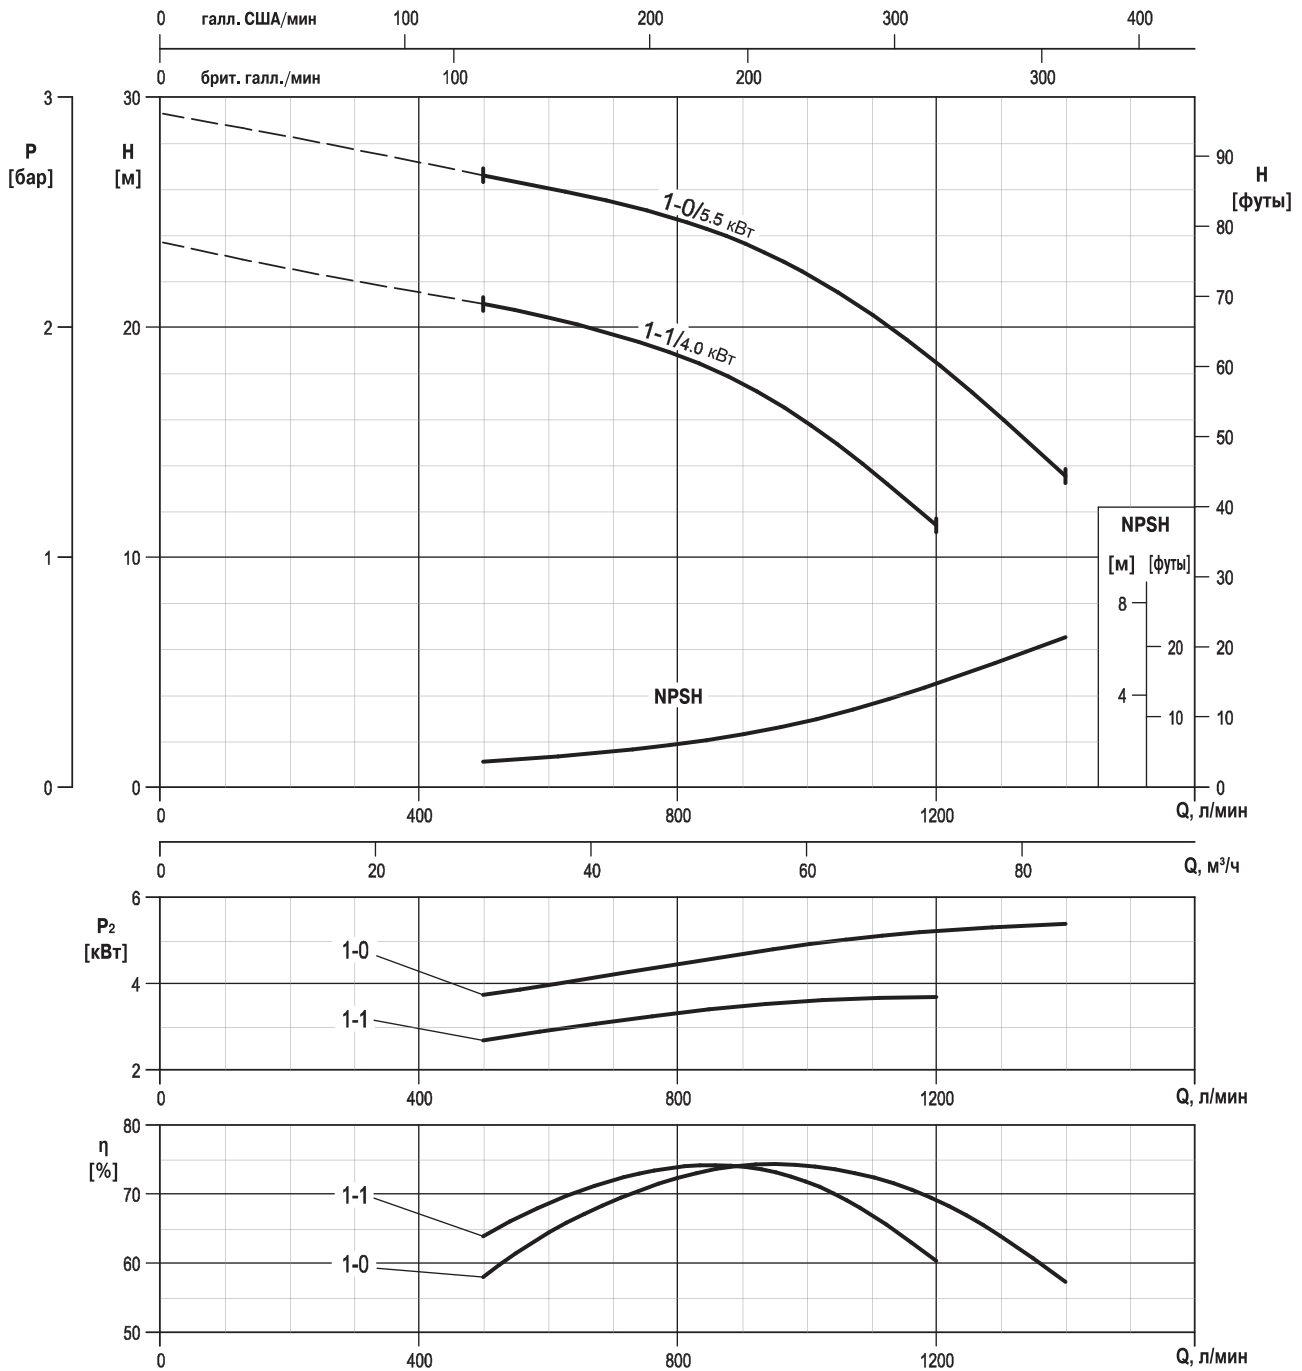 0 галл. США/мин 100 200 300 400
0 брит. галл./мин 100 200 300
3 30
P H
[бар] [м]
90
H
[футы]
1-0/5.5 кВт
80
70
2 20
1-1/4.0 кВт
60
50
40
NPSH
[м] [футы]
1 10
30
8
20 20
NPSH
4
10 10
0 0 0
0 400 800 1200 Q, л/мин
0 20 40 60 80 Q, м³/ч
6
P2
[кВт]
1-0
4
1-1
2
0 400 800 1200 Q, л/мин
80
η
[%]
70
1-1
60
1-0
50
0 400 800 1200 Q, л/мин